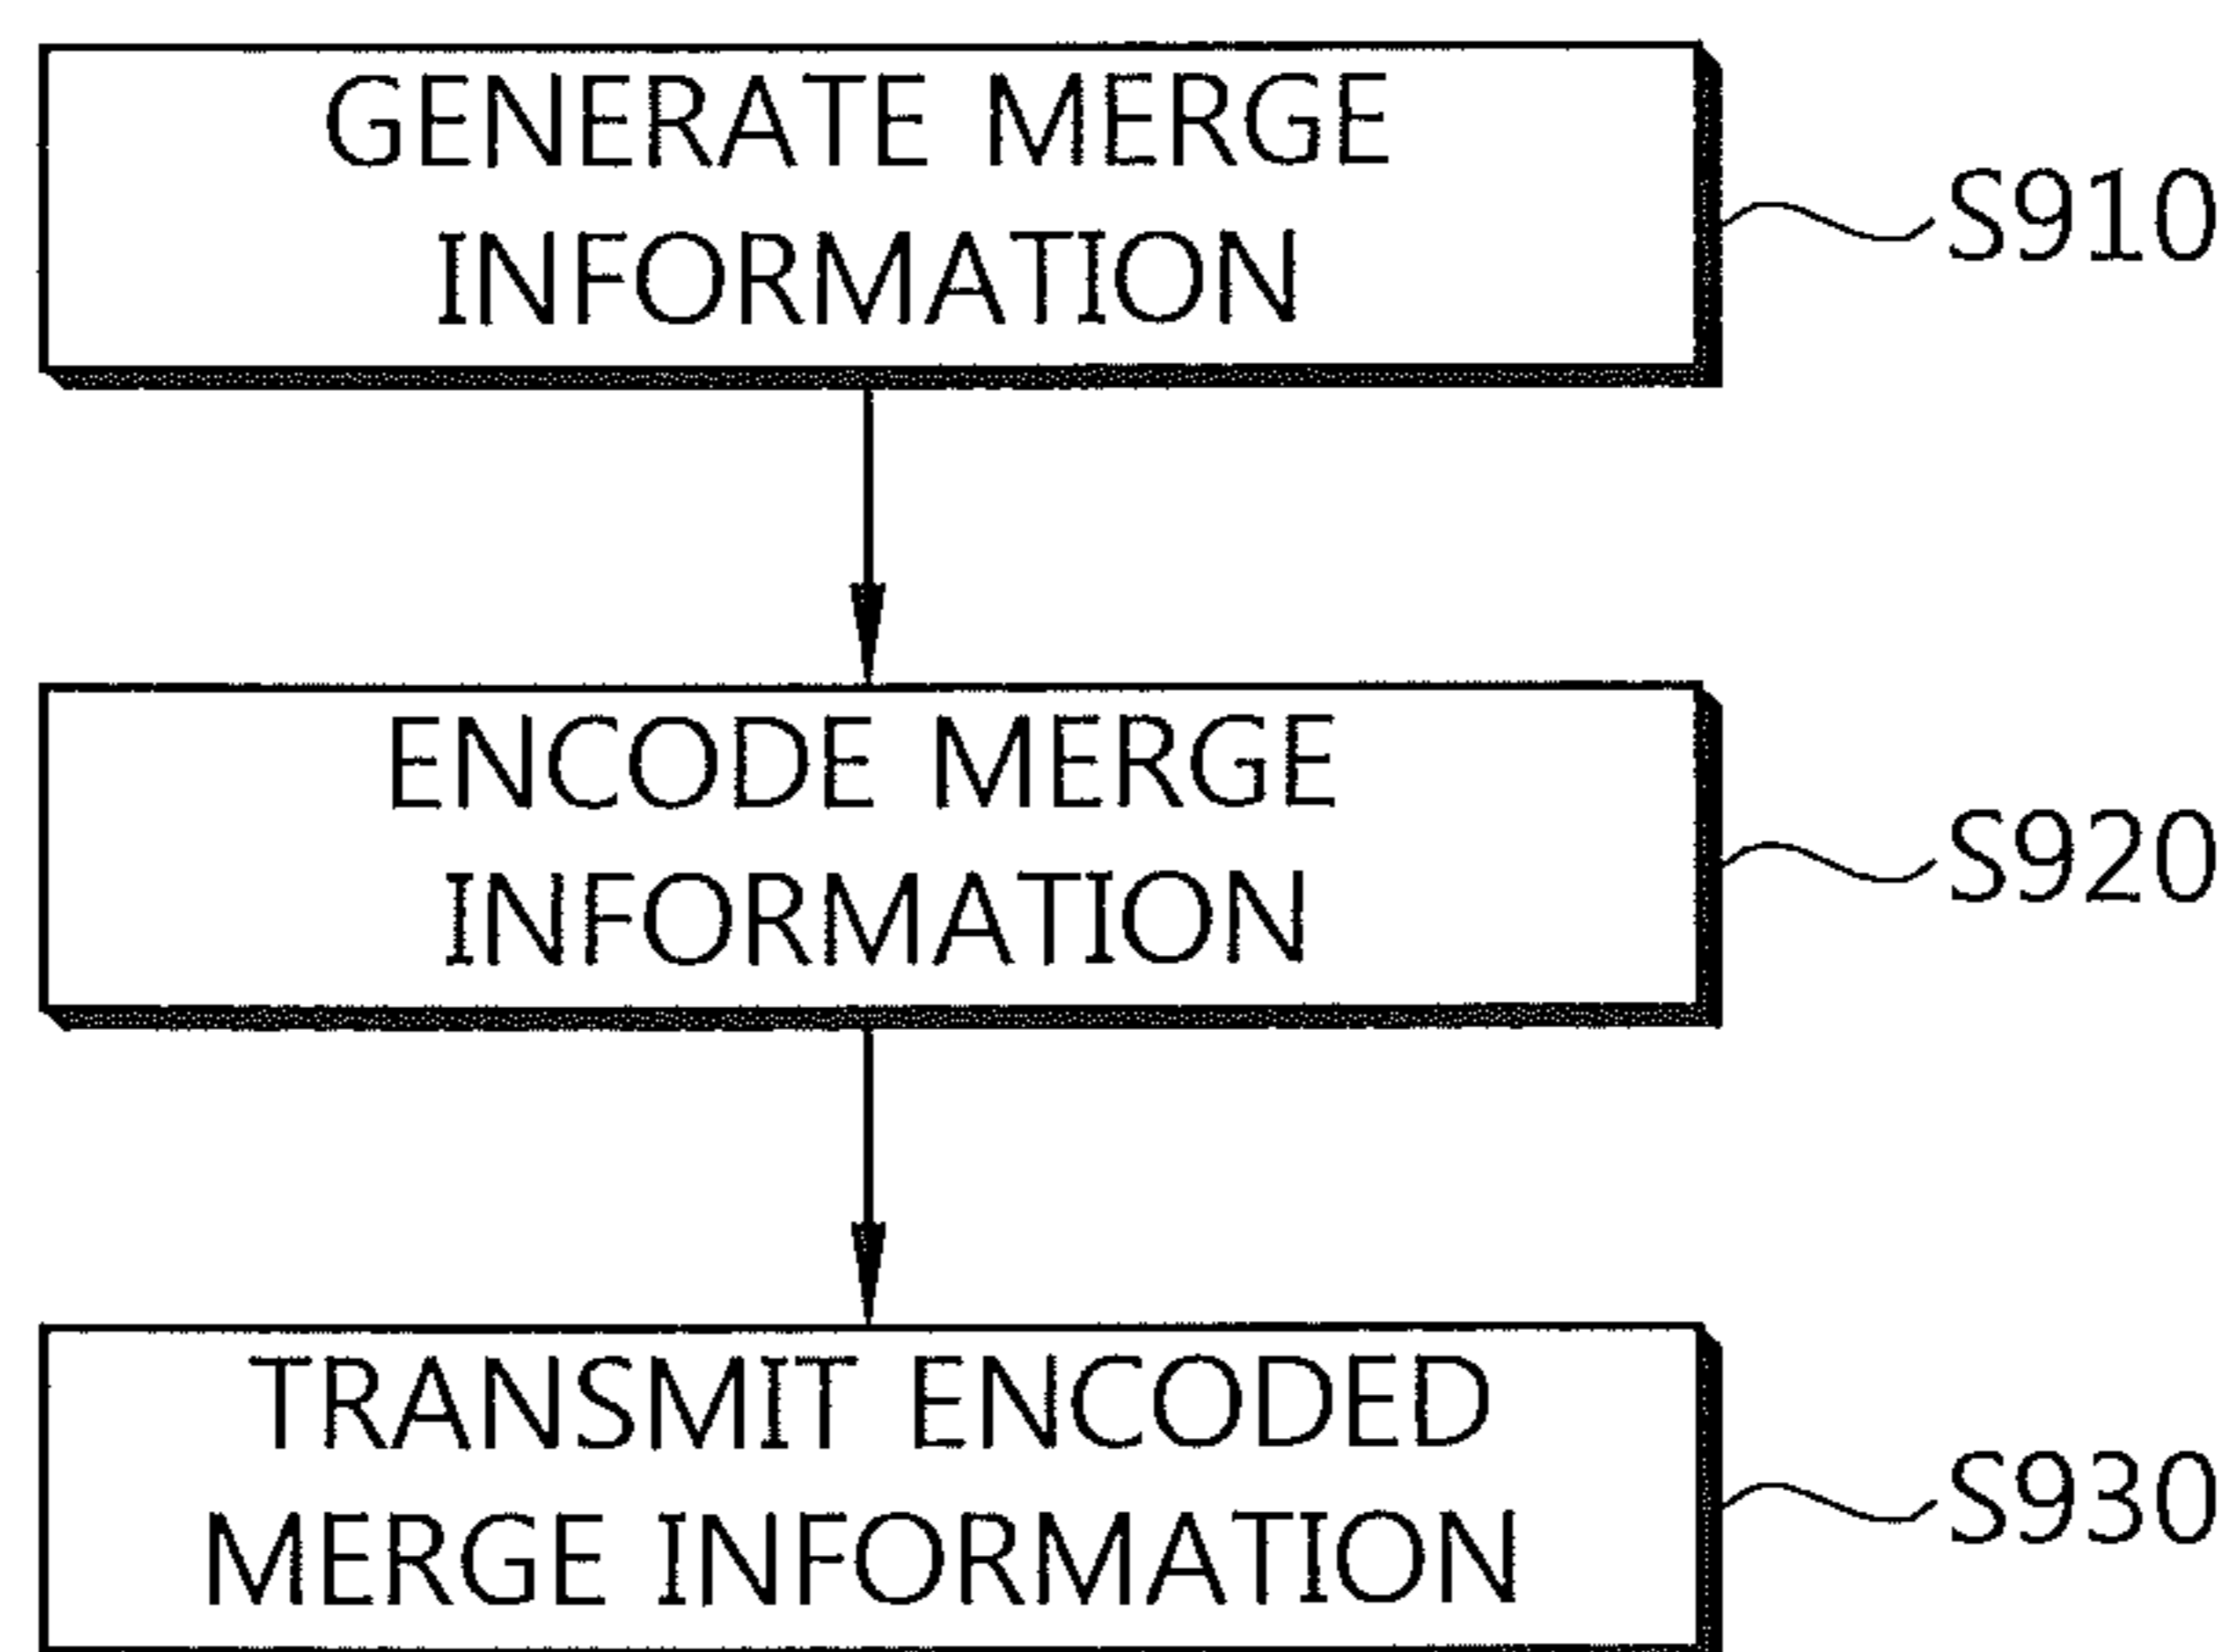 GENERATE MERGE
INFORMATION
S910
ENCODE MERGE
INFORMATION
S920
TRANSMIT ENCODED
MERGE INFORMATION
S930